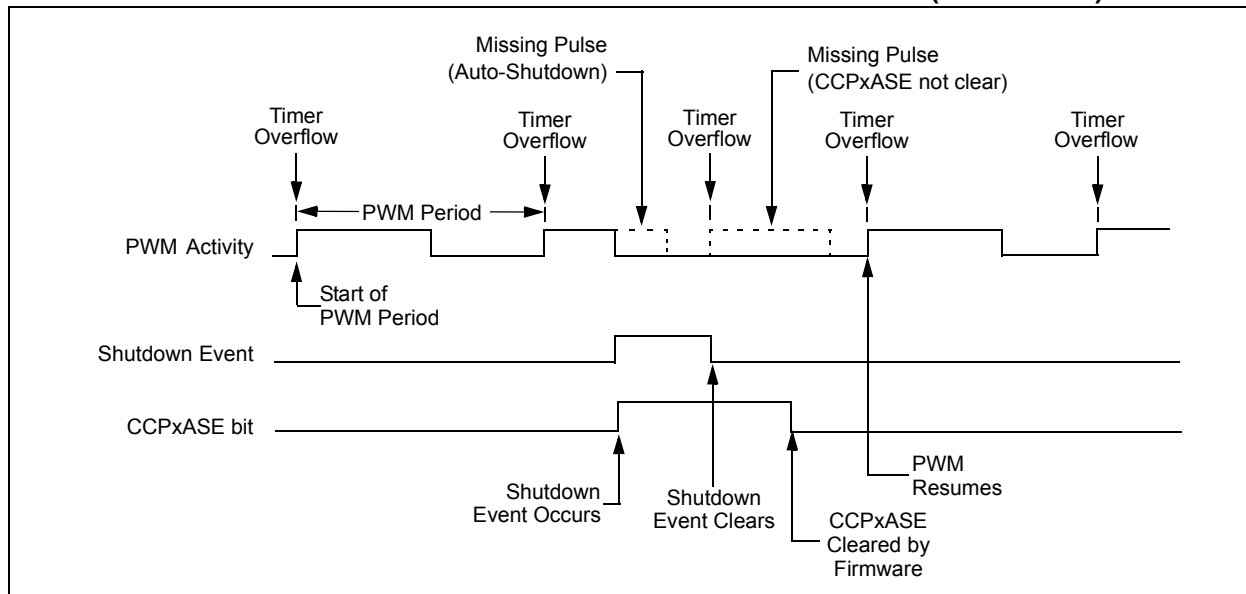 Missing Pulse
(Auto-Shutdown)
Missing Pulse
(CCPxASE not clear)
Timer
Overflow
Timer
Overflow
Timer
Overflow
Timer
Overflow
Timer
Overflow
PWM Period
PWM Activity
Start of
PWM Period
Shutdown Event
CCPxASE bit
Shutdown
Event Occurs
Shutdown
Event Clears
CCPxASE
Cleared by
Firmware
PWM
Resumes